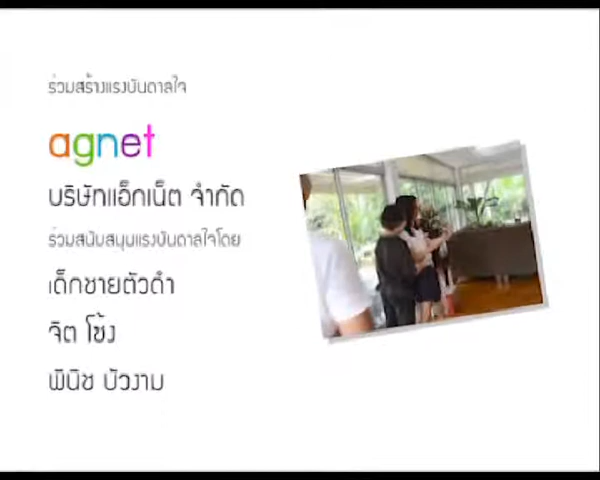 ร่วมสร้างแรงบันดาลใจ
agnet
บริษัทแอ็กเน็ต จำกัด
ร่วมสนับสนุนแรงบันดาลใจโดย
เด็กชายตัวดำ
จิต โซ้ง
พินิช บัวงาม